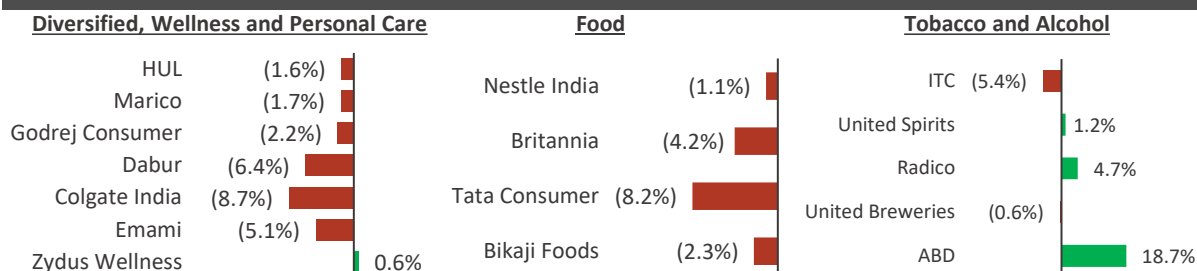 Diversified, Wellness and Personal Care
HUL (1.6%)
Marico (1.7%)
Godrej Consumer (2.2%)
Dabur (6.4%)
Colgate India (8.7%)
Emami (5.1%)
Zydus Wellness 0.6%
Food
Nestle India (1.1%)
Britannia (4.2%)
Tata Consumer (8.2%)
Bikaji Foods (2.3%)
Tobacco and Alcohol
ITC (5.4%)
United Spirits 1.2%
Radico 4.7%
United Breweries (0.6%)
ABD 18.7%